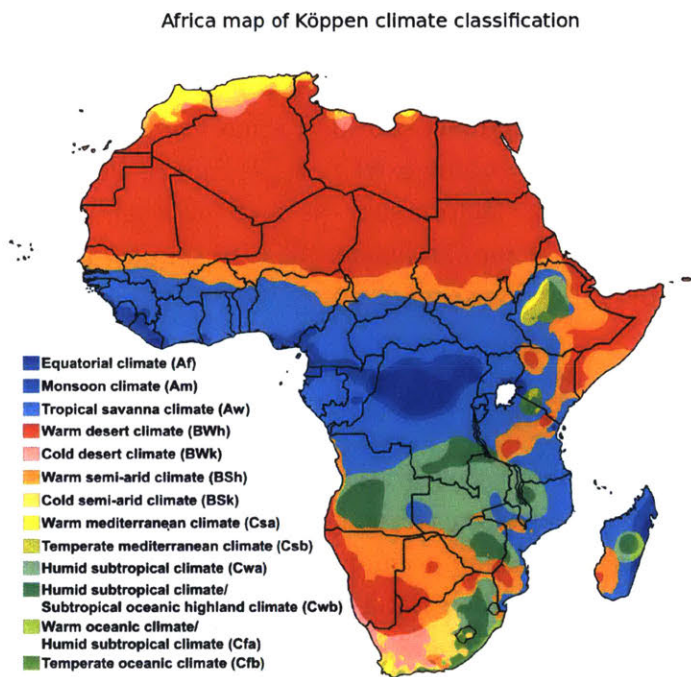 Africa map of Köppen climate classification
Equatorial climate (Af)
Monsoon climate (Am)
Tropical savanna climate (Aw)
Warm desert climate (BWh)
Cold desert climate (BWk)
Warm semi-arid climate (BSh)
Cold semi-arid climate (BSk)
Warm mediterranean climate (Csa)
Temperate mediterranean climate (Csb)
Humid subtropical climate (Cwa)
Humid subtropical climate/
Subtropical oceanic highland climate (Cwb)
Warm oceanic climate/
Humid subtropical climate (Cfa)
Temperate oceanic climate (Cfb)